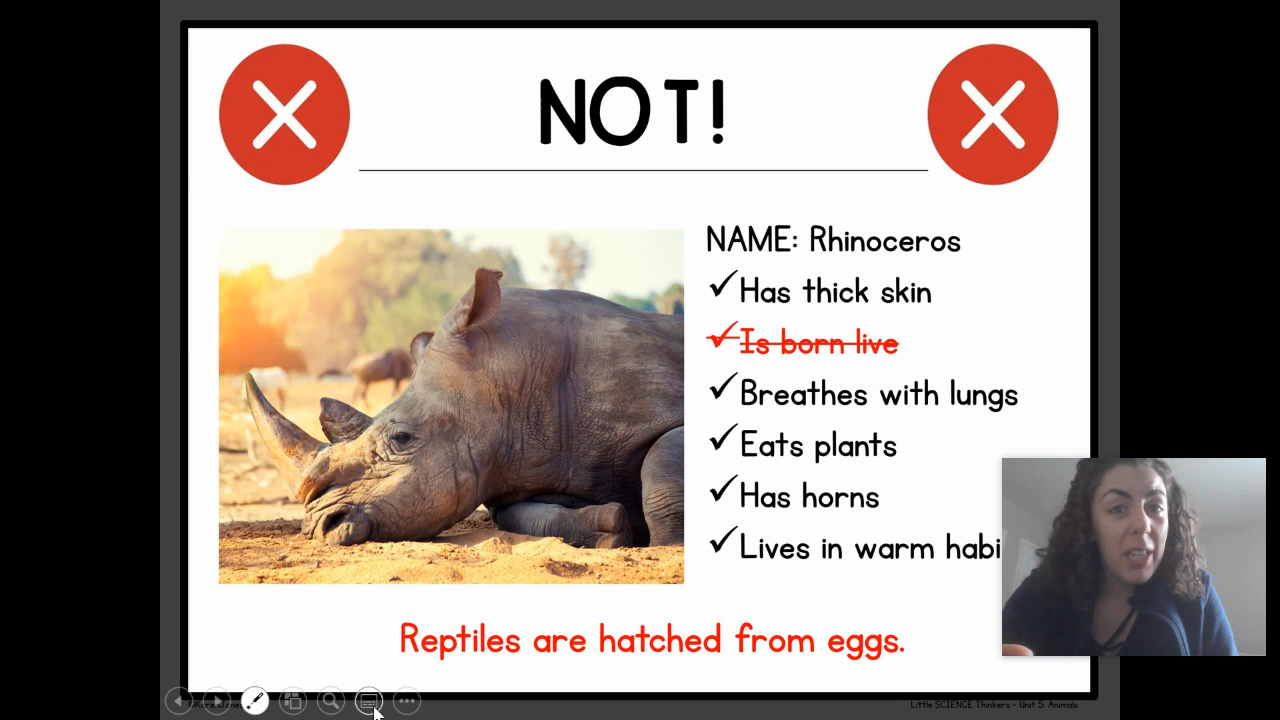 NOT!
NAME: Rhinoceros
✓Has thick skin
✓Is born live
✓Breathes with lungs
✓Eats plants
✓Has horns
✓Lives in warm habi
Reptiles are hatched from eggs.
Little SCIENCE Thinkers - Unit 5: Animals